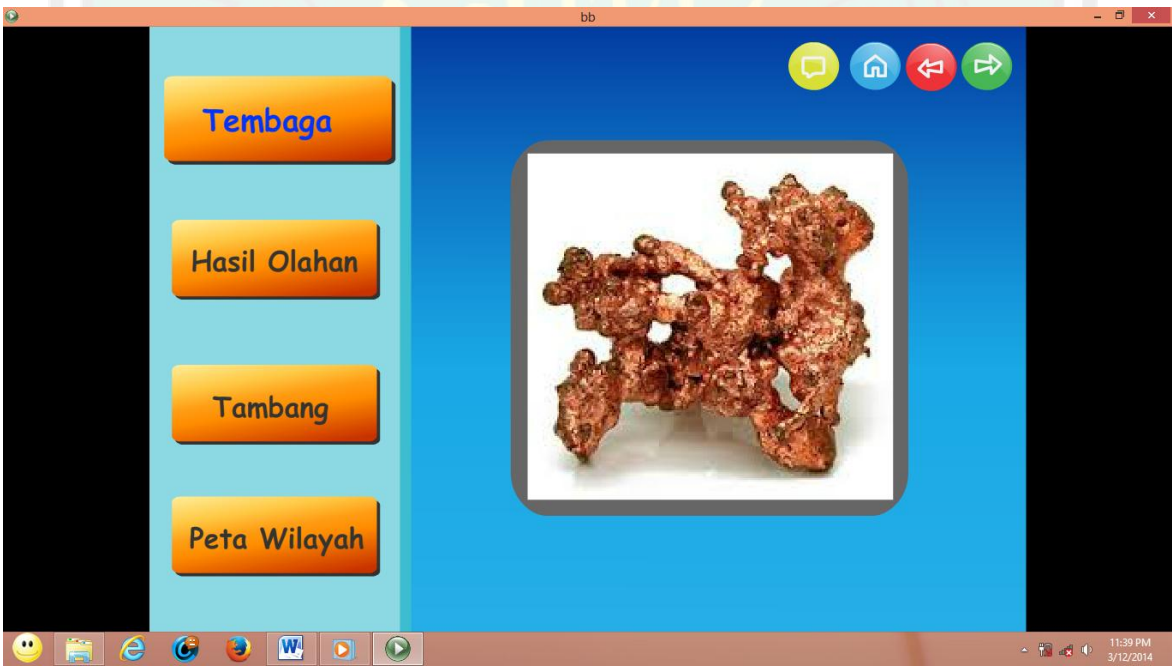 bb
Tembaga
Hasil Olahan
Tambang
Peta Wilayah
11:39 PM
3/12/2014